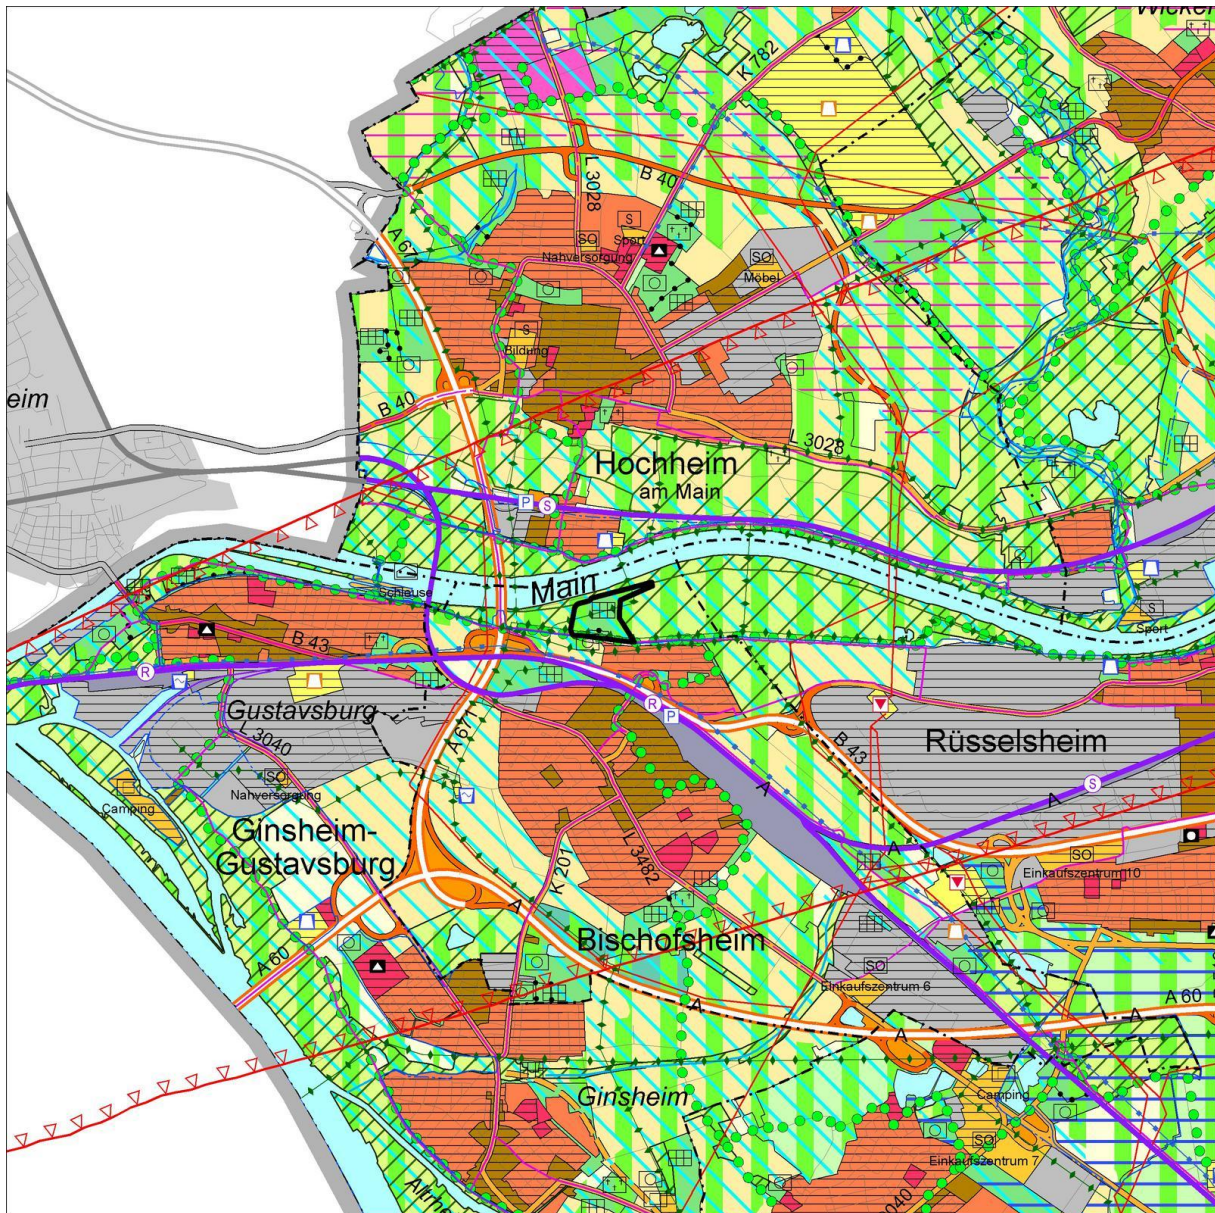 K 782
L 3028
B 40
A 671
S
Sport
SO
Nahversorgung
SO
Möbel
S
Bildung
eim
B 40
L 3028
Hochheim
am Main
P
S
Main
Schleuse
S
Sport
B 43
R
R
P
Gustavsburg
A 671
B 43
Rüsselsheim
L 3040
SO
Nahversorgung
Camping
A
A
S
A
Ginsheim-
Gustavsburg
K 201
L 3482
SO
Einkaufszentrum 10
A
Bischofsheim
A 60
SO
Einkaufszentrum 6
A
A
A
A 60
Ginsheim
Camping
SO
Einkaufszentrum 7